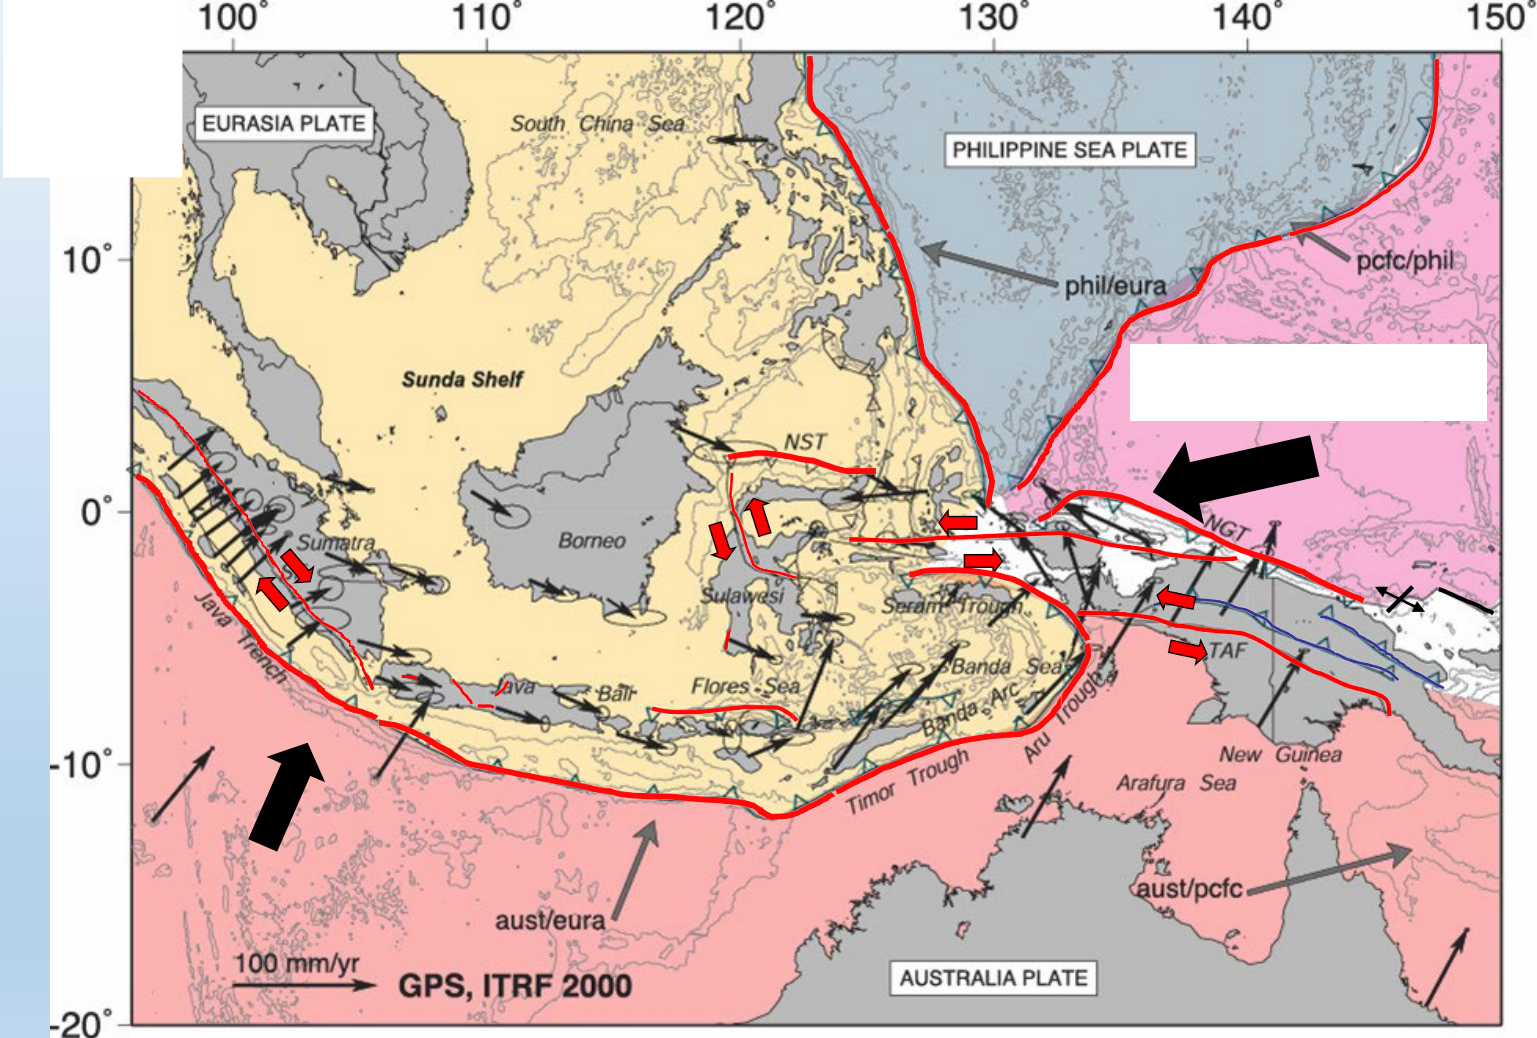 100° 110° 120° 130° 140° 150°
EURASIA PLATE
South China Sea
PHILIPPINE SEA PLATE
10°
pcfc/phil
phil/eura
Sunda Shelf
NST
0°
NGT
Sumatra
Borneo
Sulawesi
Seram Trough
Java Trench
TAF
Banda Sea
Java
Bali
Flores Sea
Banda Arc
Aru Trough
New Guinea
-10°
Timor Trough
Arafura Sea
aust/pcfc
aust/eura
100 mm/yr
GPS, ITRF 2000
AUSTRALIA PLATE
-20°